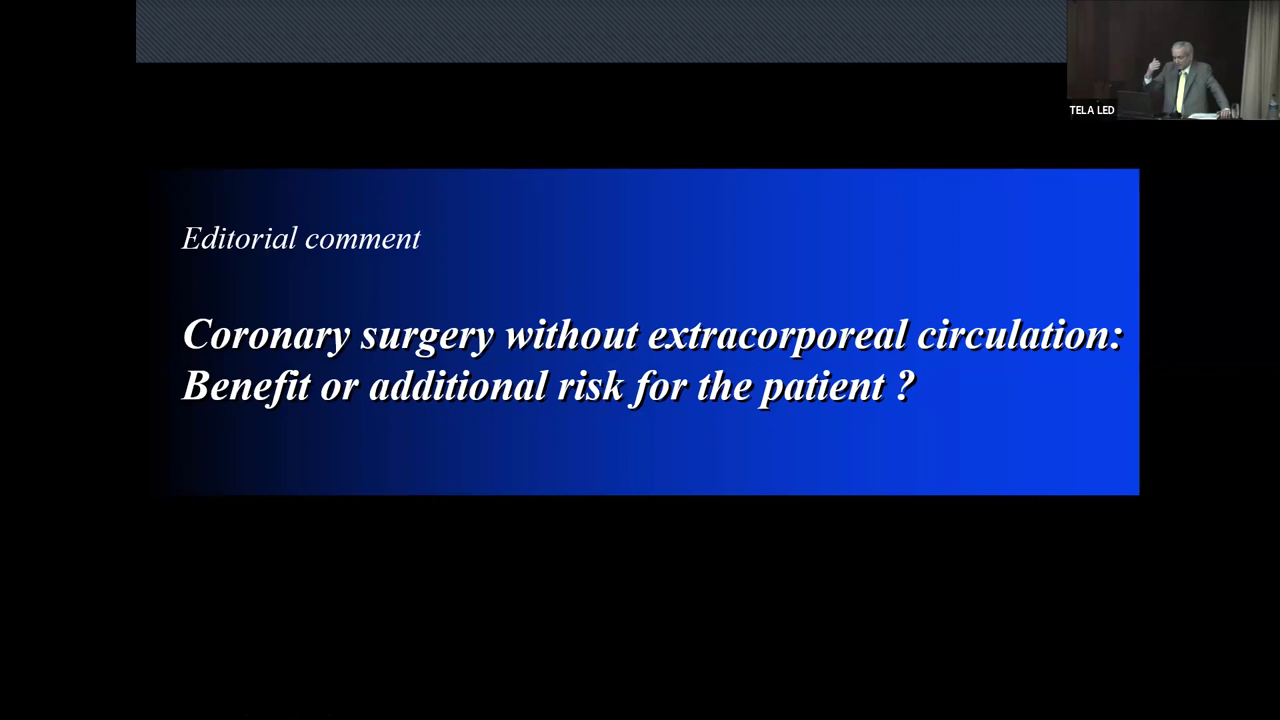 TELA LED
Editorial comment
Coronary surgery without extracorporeal circulation:
Benefit or additional risk for the patient ?